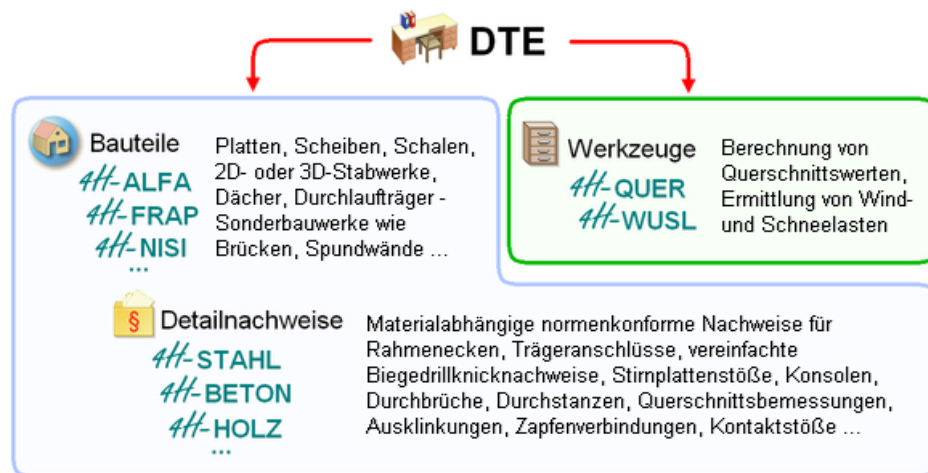 DTE
Bauteile
4H-ALFA
4H-FRAP
4H-NISI
...
Platten, Scheiben, Schalen,
2D- oder 3D-Stabwerke,
Dächer, Durchlaufträger -
Sonderbauwerke wie
Brücken, Spundwände ...
Werkzeuge
4H-QUER
4H-WUSL
Berechnung von
Querschnittswerten,
Ermittlung von Wind-
und Schneelasten
§ Detailnachweise
4H-STAHL
4H-BETON
4H-HOLZ
...
Materialabhängige normenkonforme Nachweise für
Rahmenecken, Trägeranschlüsse, vereinfachte
Biegedrillknicknachweise, Stirnplattenstöße, Konsolen,
Durchbrüche, Durchstanzen, Querschnittsbemessungen,
Ausklinkungen, Zapfenverbindungen, Kontaktstöße ...